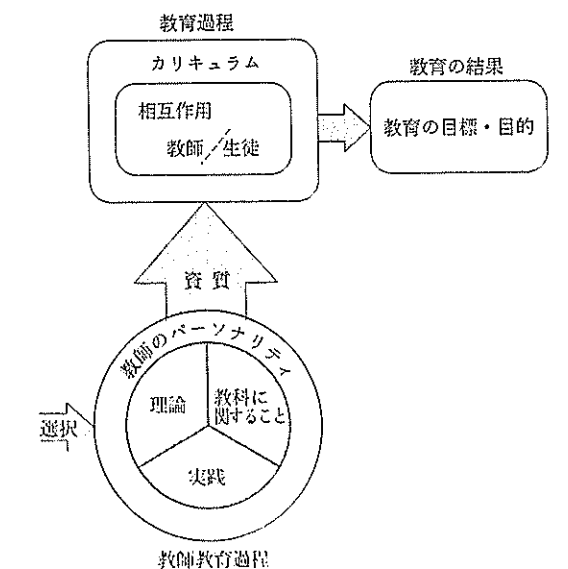 教育過程
カリキュラム
相互作用
教師/生徒
教育の結果
教育の目標・目的
資質
教師のパーソナリティ
理論
教科に
関すること
実践
選択
教師教育過程